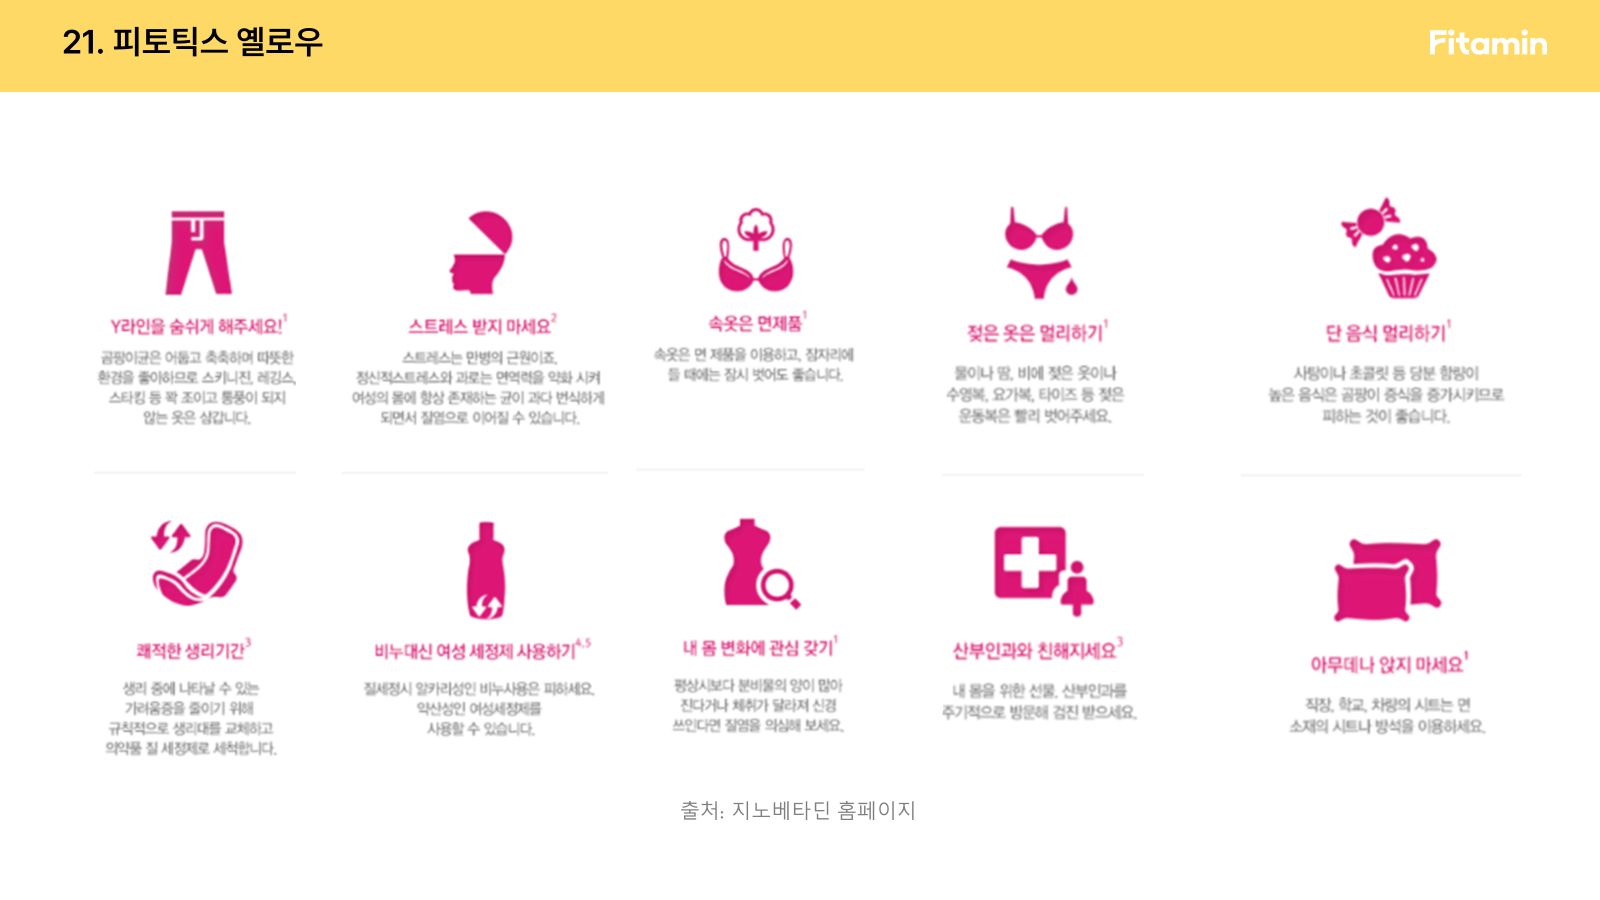 21. 피토틱스 옐로우
Fitamin
Y라인을 숨쉬게 해주세요!1
곰팡이균은 어둡고 축축하며 따뜻한
환경을 좋아하므로 스키니진, 레깅스,
스타킹 등 꽉 조이고 통풍이 되지
않는 옷은 삼갑니다.
스트레스 받지 마세요2
스트레스는 만병의 근원이죠.
정신적스트레스와 과로는 면역력을 약화 시켜
여성의 몸에 항상 존재하는 균이 과다 번식하게
되면서 질염으로 이어질 수 있습니다.
속옷은 면제품1
속옷은 면 제품을 이용하고, 잠자리에
들 때에는 잠시 벗어도 좋습니다.
젖은 옷은 멀리하기1
물이나 땀, 비에 젖은 옷이나
수영복, 요가복, 타이즈 등 젖은
운동복은 빨리 벗어주세요.
단 음식 멀리하기1
사탕이나 초콜릿 등 당분 함량이
높은 음식은 곰팡이 증식을 증가시키므로
피하는 것이 좋습니다.
쾌적한 생리기간3
생리 중에 나타날 수 있는
가려움증을 줄이기 위해
규칙적으로 생리대를 교체하고
의약품 질 세정제로 세척합니다.
비누대신 여성 세정제 사용하기4,5
질세정시 알카리성인 비누사용은 피하세요.
약산성인 여성세정제를
사용할 수 있습니다.
내 몸 변화에 관심 갖기1
평상시보다 분비물의 양이 많아
진다거나 체취가 달라져 신경
쓰인다면 질염을 의심해 보세요.
산부인과와 친해지세요3
내 몸을 위한 선물, 산부인과를
주기적으로 방문해 검진 받으세요.
아무데나 앉지 마세요1
직장, 학교, 차량의 시트는 면
소재의 시트나 방석을 이용하세요.
출처: 지노베타딘 홈페이지